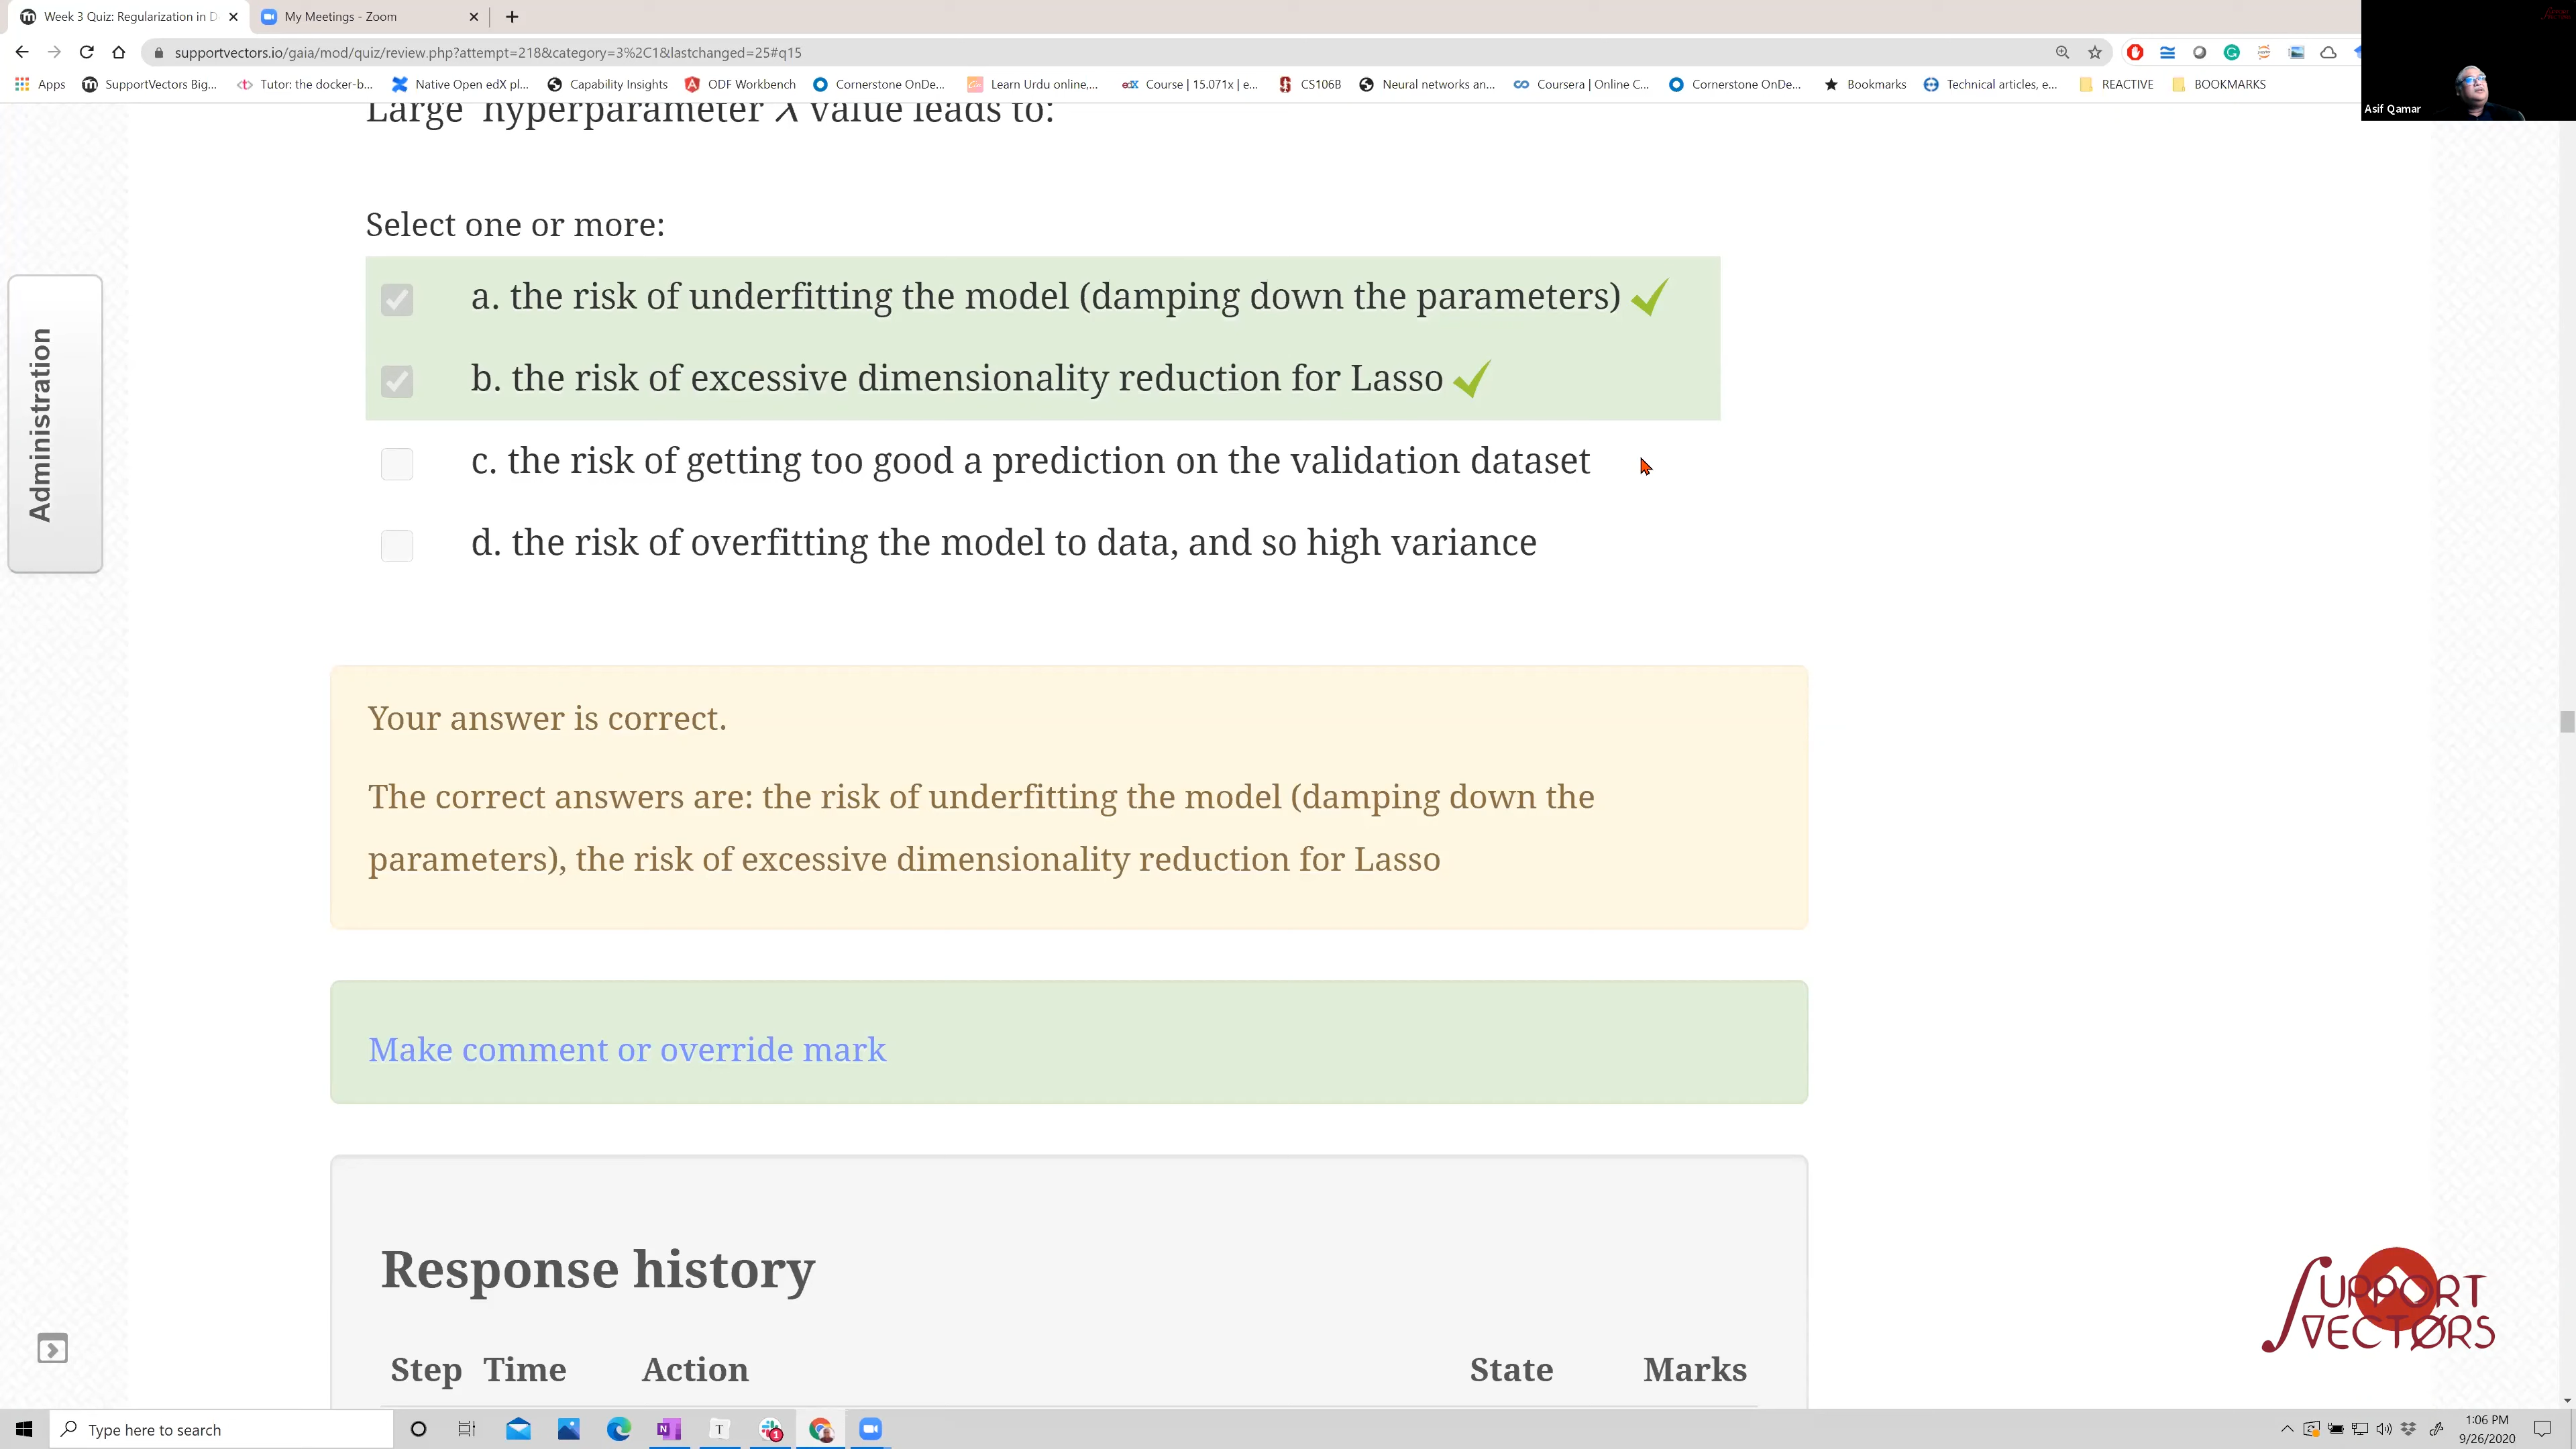 Week 3 Quiz: Regularization in D
My Meetings - Zoom
supportvectors.io/gaia/mod/quiz/review.php?attempt=218&category=3%2C1&lastchanged=25#q15
Apps
SupportVectors Big...
Tutor: the docker-b...
Native Open edX pl...
Capability Insights
ODF Workbench
Cornerstone OnDe...
Learn Urdu online,...
Course | 15.071x | e...
CS106B
Neural networks an...
Coursera | Online C...
Cornerstone OnDe...
Bookmarks
Technical articles, e...
REACTIVE
BOOKMARKS
Asif Qamar
Large hyperparameter λ value leads to:
Select one or more:
a. the risk of underfitting the model (damping down the parameters)
b. the risk of excessive dimensionality reduction for Lasso
c. the risk of getting too good a prediction on the validation dataset
d. the risk of overfitting the model to data, and so high variance
Administration
Your answer is correct.
The correct answers are: the risk of underfitting the model (damping down the
parameters), the risk of excessive dimensionality reduction for Lasso
Make comment or override mark
Response history
Step Time Action State Marks
SUPPORT
VECTORS
Type here to search
1:06 PM
9/26/2020